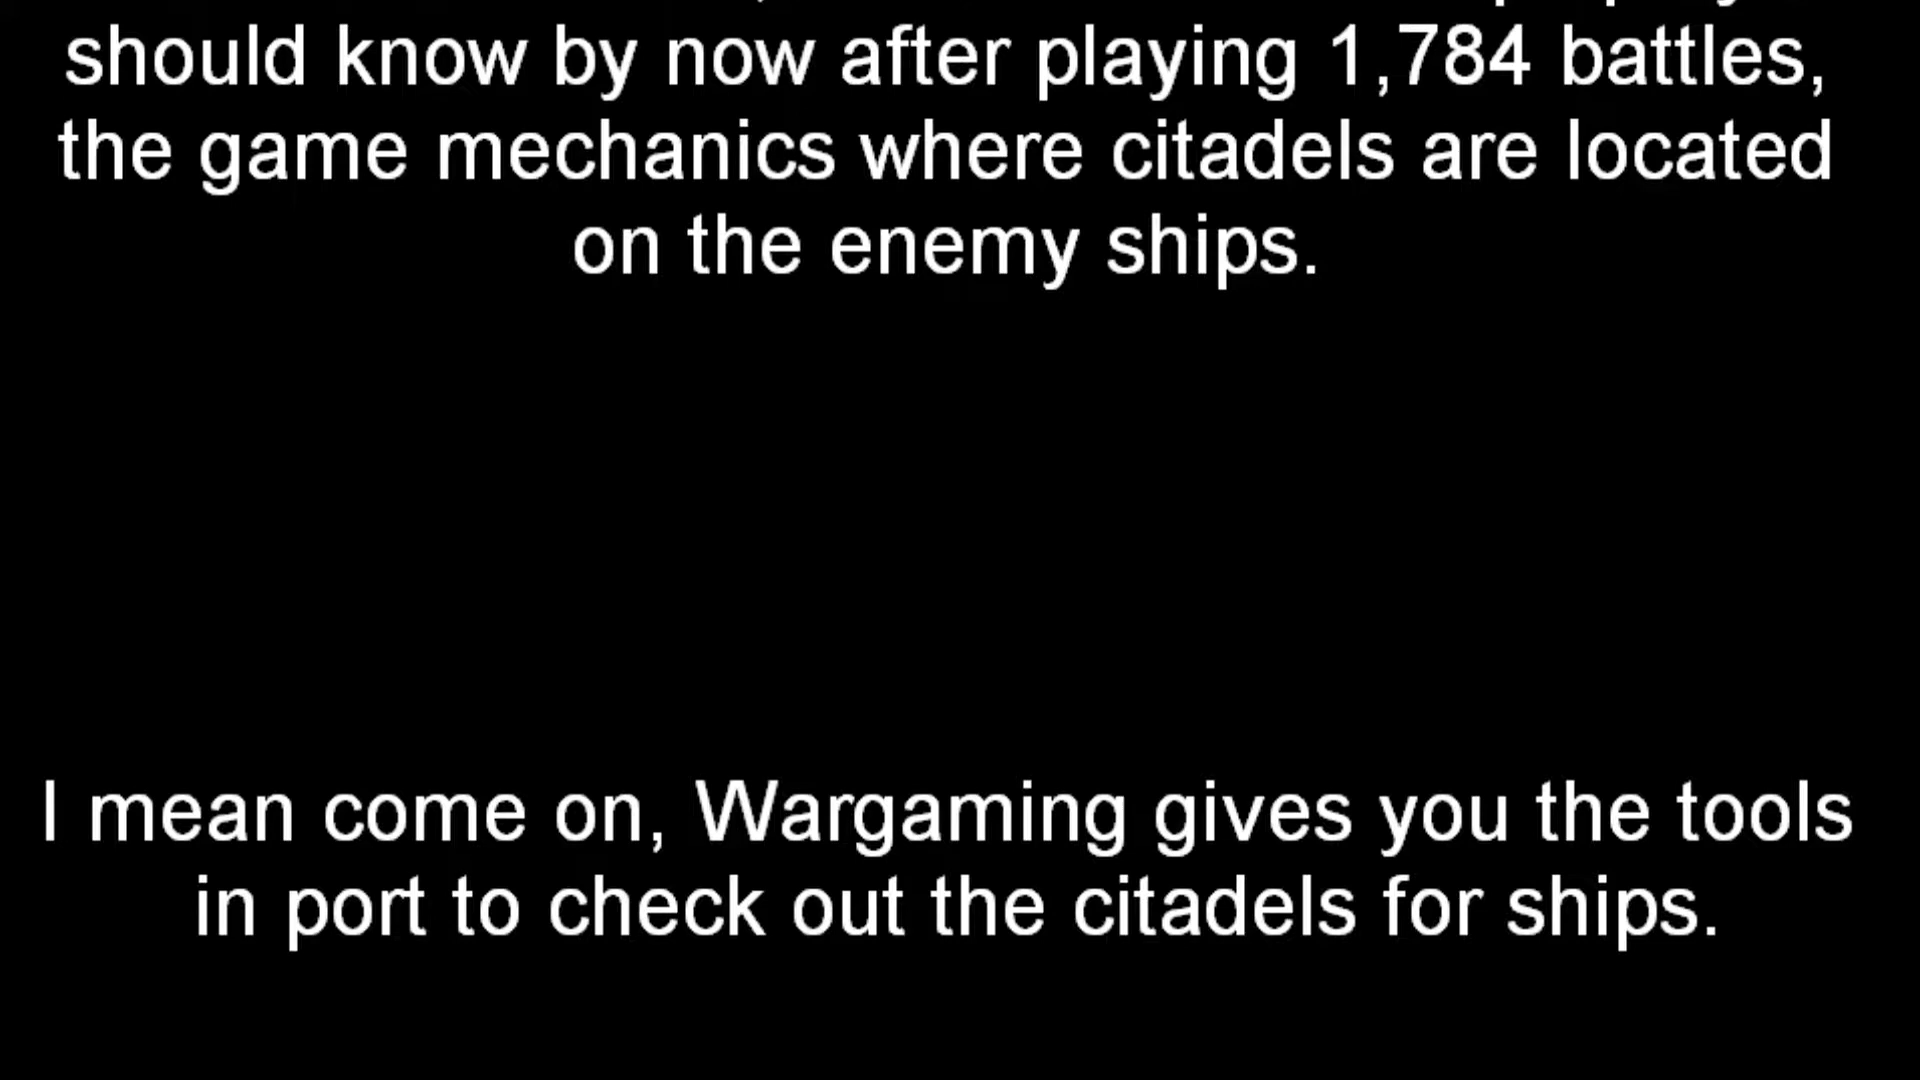 should know by now after playing 1,784 battles,
the game mechanics where citadels are located
on the enemy ships.
I mean come on, Wargaming gives you the tools
in port to check out the citadels for ships.